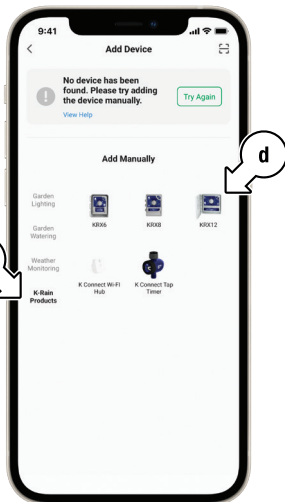 9:41
Add Device
No device has been
found. Please try adding
the device manually.
Try Again
View Help
Add Manually
d
Garden
Lighting
Garden
Watering
Weather
Monitoring
K-Rain
Products
KRX6
KRX8
KRX12
K Connect Wi-FI
Hub
K Connect Tap
Timer